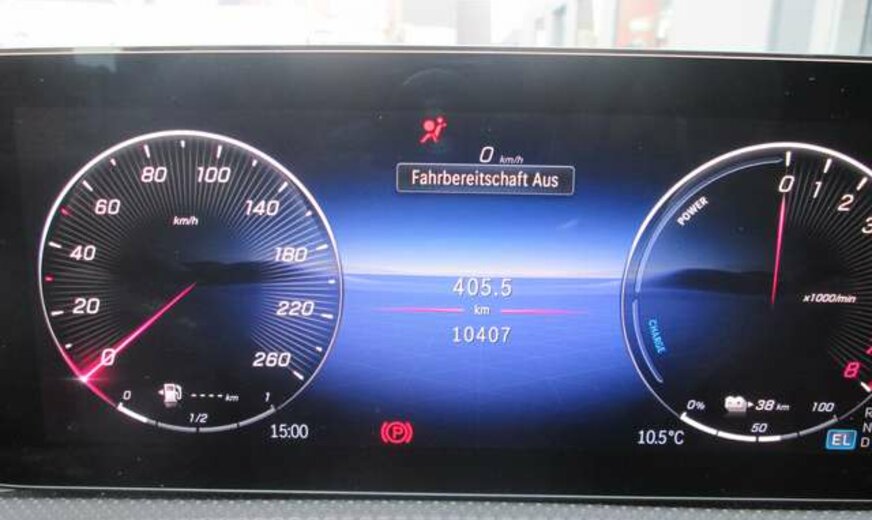 0 km/h
Fahrbereitschaft Aus
0
20
40
60
80
100
140
180
220
260
km/h
0
1/2
1
----- km
15:00
405.5
km
10407
P
10.5°C
POWER
CHARGE
0
1
2
3
8
x1000/min
0%
50
100
38 km
EL
R
N
D